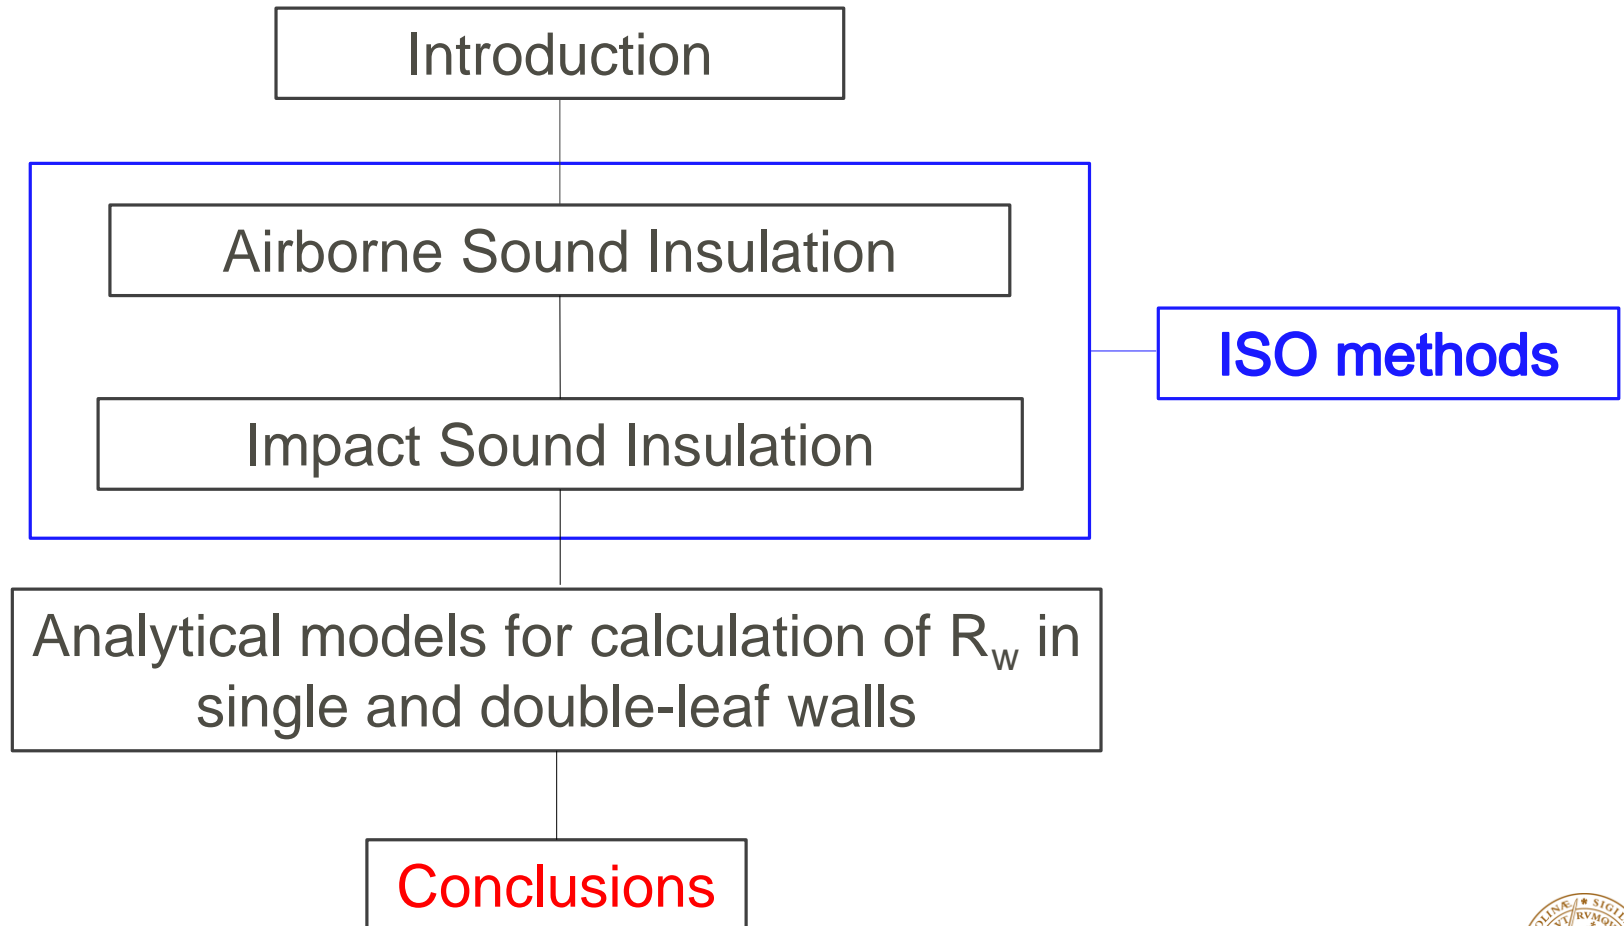 Introduction
Airborne Sound Insulation
ISO methods
Impact Sound Insulation
Analytical models for calculation of Rw in
single and double-leaf walls
Conclusions